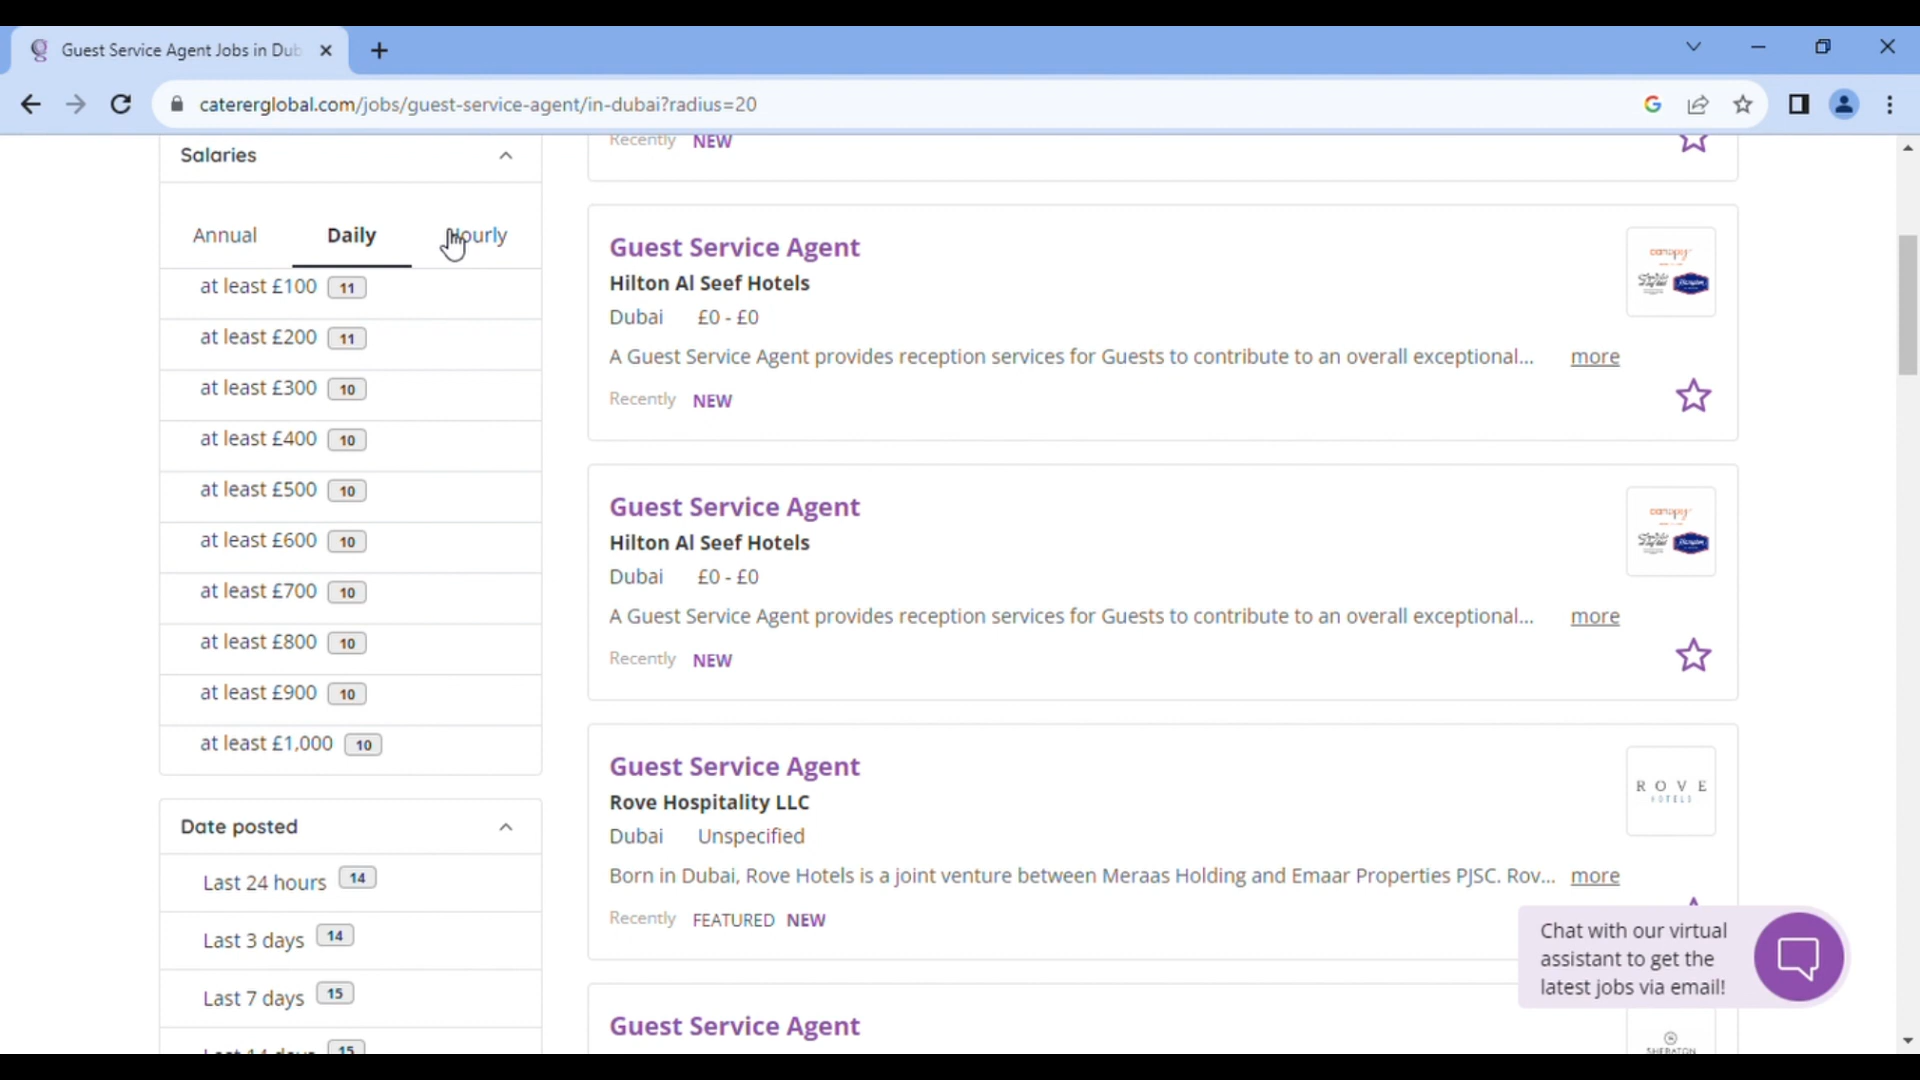 Guest Service Agent Jobs in Dub
catererglobal.com/jobs/guest-service-agent/in-dubai?radius=20
Salaries
Annual Daily Hourly
at least £100 11
at least £200 11
at least £300 10
at least £400 10
at least £500 10
at least £600 10
at least £700 10
at least £800 10
at least £900 10
at least £1,000 10
Date posted
Last 24 hours 14
Last 3 days 14
Last 7 days 15
Last 14 days 15
Recently NEW
Guest Service Agent
Hilton Al Seef Hotels
Dubai £0 - £0
A Guest Service Agent provides reception services for Guests to contribute to an overall exceptional... more
Recently NEW
canopy
Guest Service Agent
Hilton Al Seef Hotels
Dubai £0 - £0
A Guest Service Agent provides reception services for Guests to contribute to an overall exceptional... more
Recently NEW
canopy
Guest Service Agent
Rove Hospitality LLC
Dubai Unspecified
Born in Dubai, Rove Hotels is a joint venture between Meraas Holding and Emaar Properties PJSC. Rov... more
Recently FEATURED NEW
ROVE
HOTELS
Guest Service Agent
SHERATON
Chat with our virtual
assistant to get the
latest jobs via email!